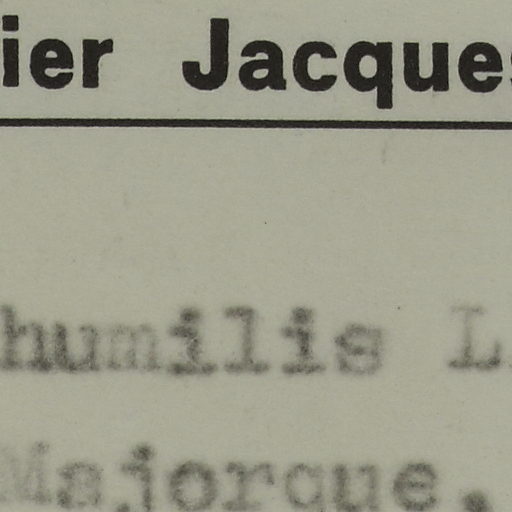 ier Jacques
humilis L.
Majorque.